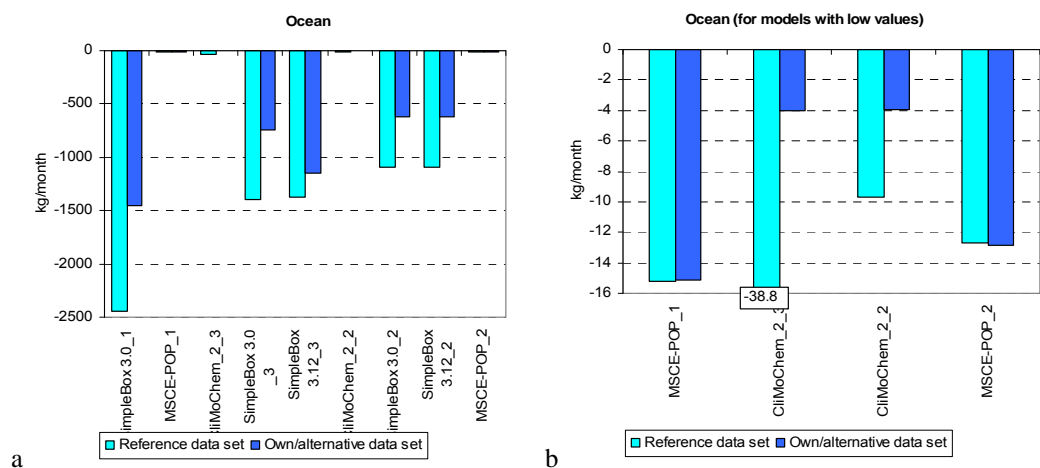 Ocean
0
-500
-1000
-1500
-2000
-2500
kg/month
impleBox 3.0_1
MSCE-POP_1
CliMoChem_2_3
SimpleBox 3.0
_3
SimpleBox
3.12_3
CliMoChem_2_2
impleBox 3.0_2
SimpleBox
3.12_2
MSCE-POP_2
Reference data set
Own/alternative data set
a
Ocean (for models with low values)
0
-2
-4
-6
-8
-10
-12
-14
-16
kg/month
-38.8
MSCE-POP_1
CliMoChem_2_3
CliMoChem_2_2
MSCE-POP_2
Reference data set
Own/alternative data set
b